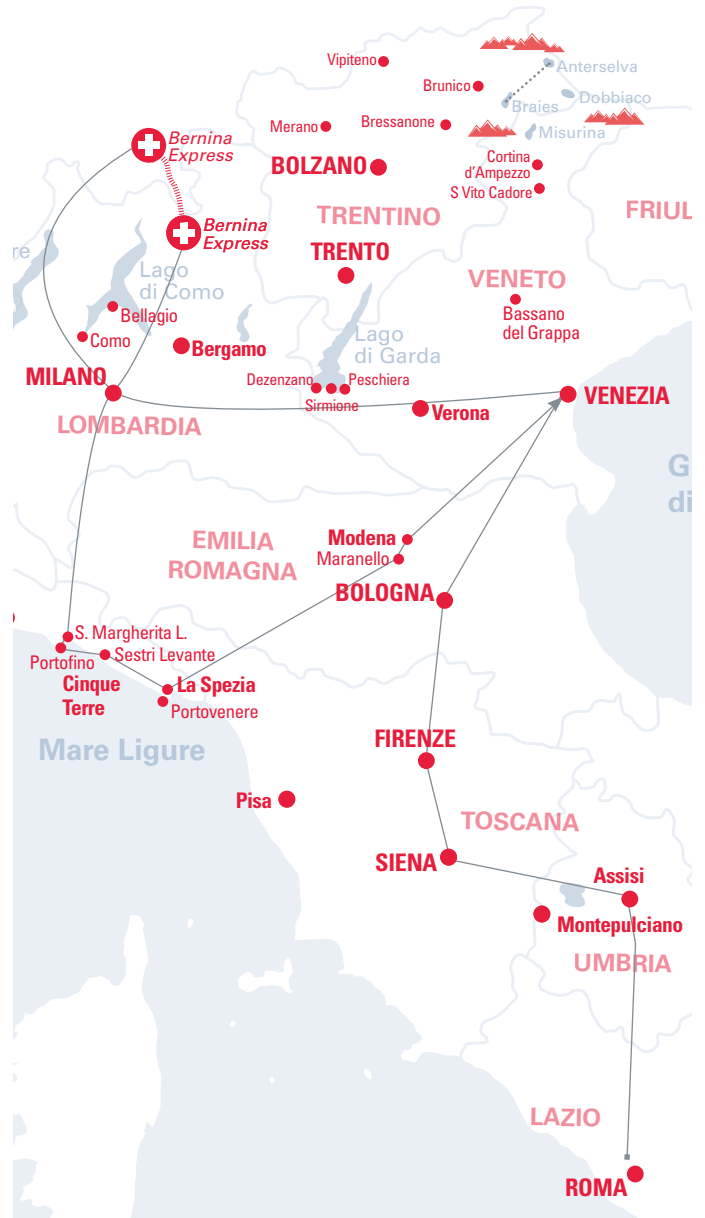 Vipiteno
Anterselva
Brunico
Dobbiaco
Braies
Merano
Bressanone
Misurina
Bernina
Express
BOLZANO
Cortina
d'Ampezzo
S Vito Cadore
TRENTINO
FRIUL
Bernina
Express
re
TRENTO
Lago
di Como
VENETO
Bellagio
Bassano
del Grappa
Como
Bergamo
Lago
di Garda
MILANO
Dezenzano
Peschiera
Sirmione
Verona
VENEZIA
LOMBARDIA
G
di
EMILIA
ROMAGNA
Modena
Maranello
BOLOGNA
S. Margherita L.
Portofino
Sestri Levante
Cinque
Terre
La Spezia
Portovenere
Mare Ligure
FIRENZE
Pisa
TOSCANA
SIENA
Assisi
Montepulciano
UMBRIA
LAZIO
ROMA